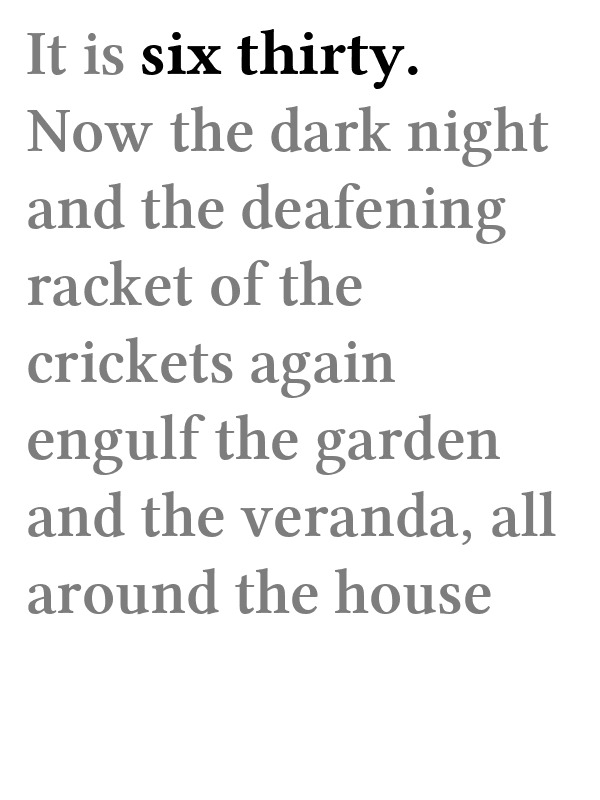 It is six thirty.
Now the dark night
and the deafening
racket of the
crickets again
engulf the garden
and the veranda, all
around the house